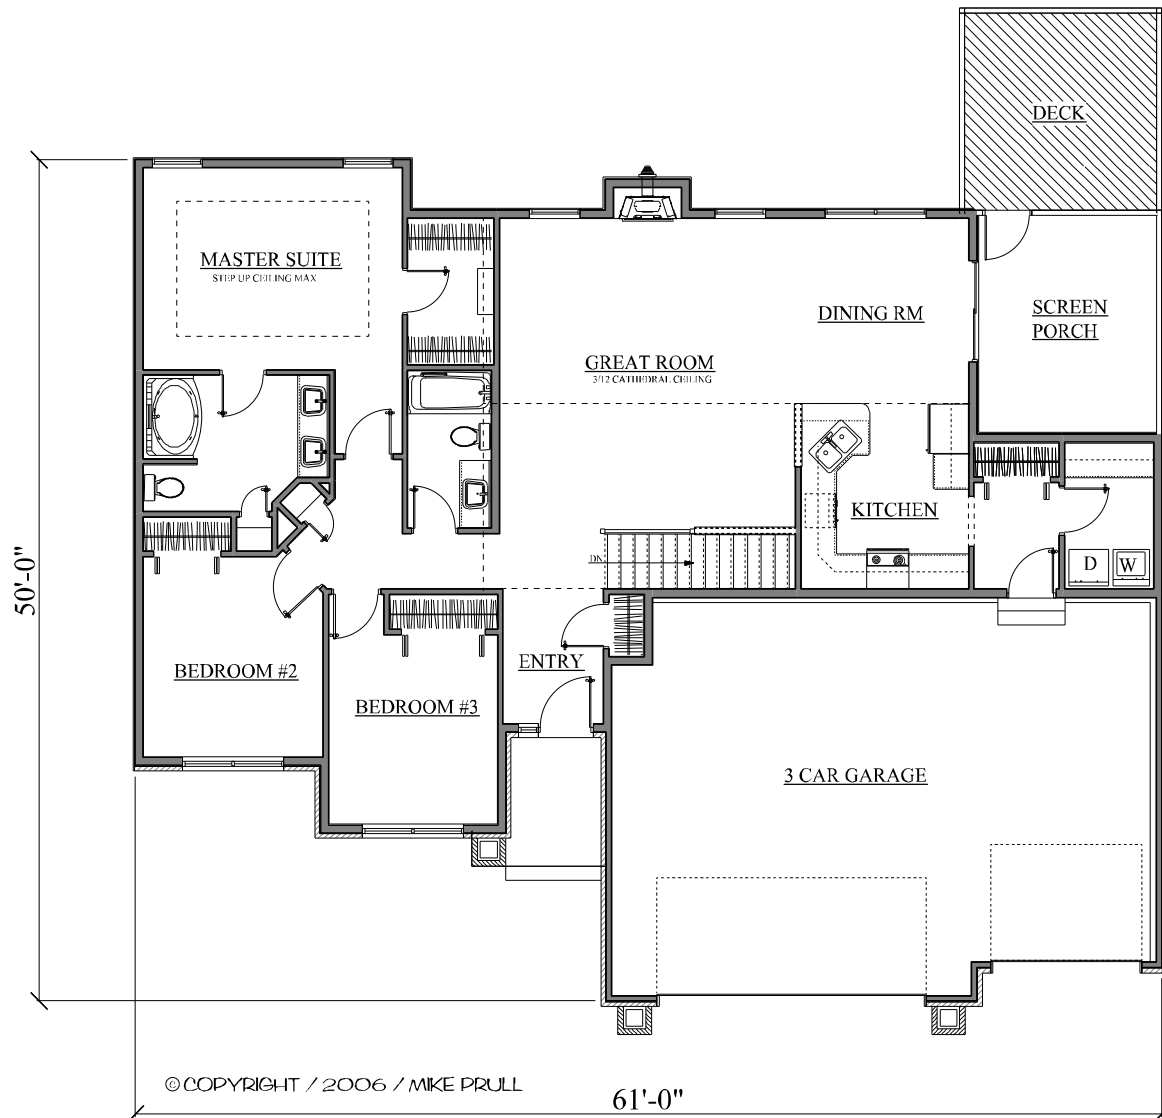 DECK
MASTER SUITE
STEP UP CEILING MAX
SCREEN
PORCH
DINING RM
GREAT ROOM
3/12 CATHEDRAL CEILING
KITCHEN
50'-0"
DN
D
W
ENTRY
BEDROOM #2
BEDROOM #3
3 CAR GARAGE
© COPYRIGHT / 2006 / MIKE PRULL
61'-0"